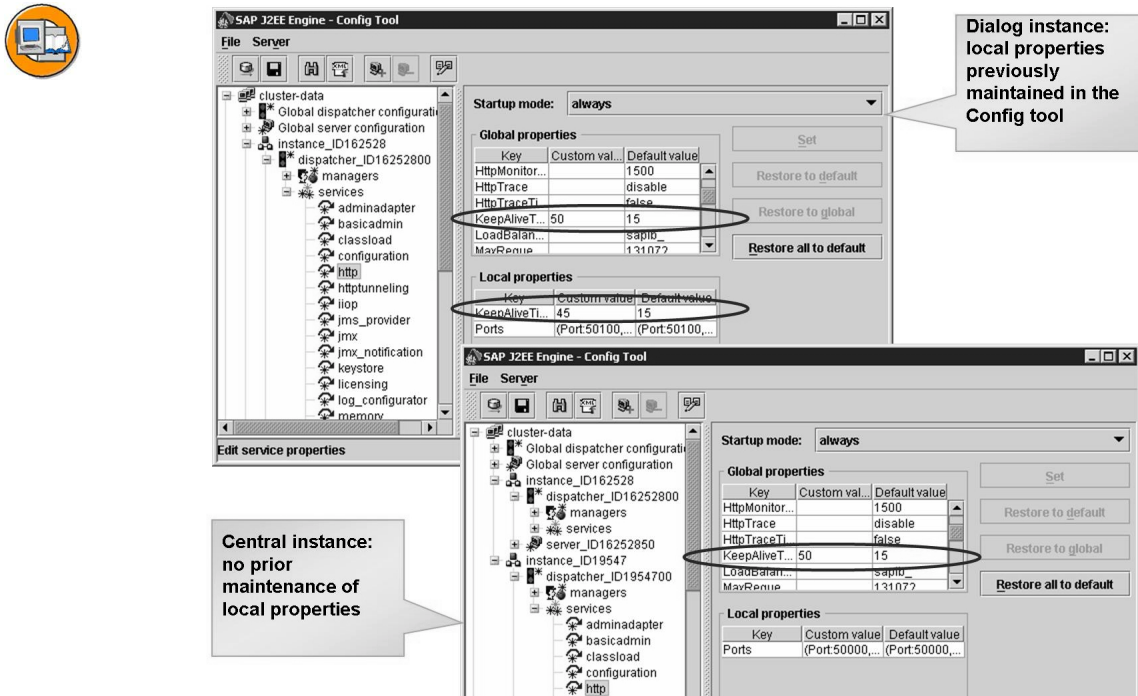 SAP J2EE Engine - Config Tool
File Server
cluster-data
Global dispatcher configurati
Global server configuration
instance_ID162528
dispatcher_ID16252800
managers
services
adminadapter
basicadmin
classload
configuration
http
httptunneling
iiop
jms_provider
jmx
jmx_notification
keystore
licensing
log_configurator
memory
Edit service properties
Startup mode: always
Global properties
Key Custom val... Default value
HttpMonitor... 1500
HttpTrace disable
HttpTraceTi... false
KeepAliveT... 50 15
LoadBalan... saplb_
MaxReque... 131072
Local properties
Key Custom value Default value
KeepAliveTi... 45 15
Ports (Port:50100,... (Port:50100,...
Set
Restore to default
Restore to global
Restore all to default
Dialog instance:
local properties
previously
maintained in the
Config tool
SAP J2EE Engine - Config Tool
File Server
cluster-data
Global dispatcher configurati
Global server configuration
instance_ID162528
dispatcher_ID16252800
managers
services
server_ID16252850
instance_ID19547
dispatcher_ID1954700
managers
services
adminadapter
basicadmin
classload
configuration
http
Startup mode: always
Global properties
Key Custom val... Default value
HttpMonitor... 1500
HttpTrace disable
HttpTraceTi... false
KeepAliveT... 50 15
LoadBalan... saplb_
MaxReque... 131072
Local properties
Key Custom value Default value
Ports (Port:50000,... (Port:50000,...
Set
Restore to default
Restore to global
Restore all to default
Central instance:
no prior
maintenance of
local properties